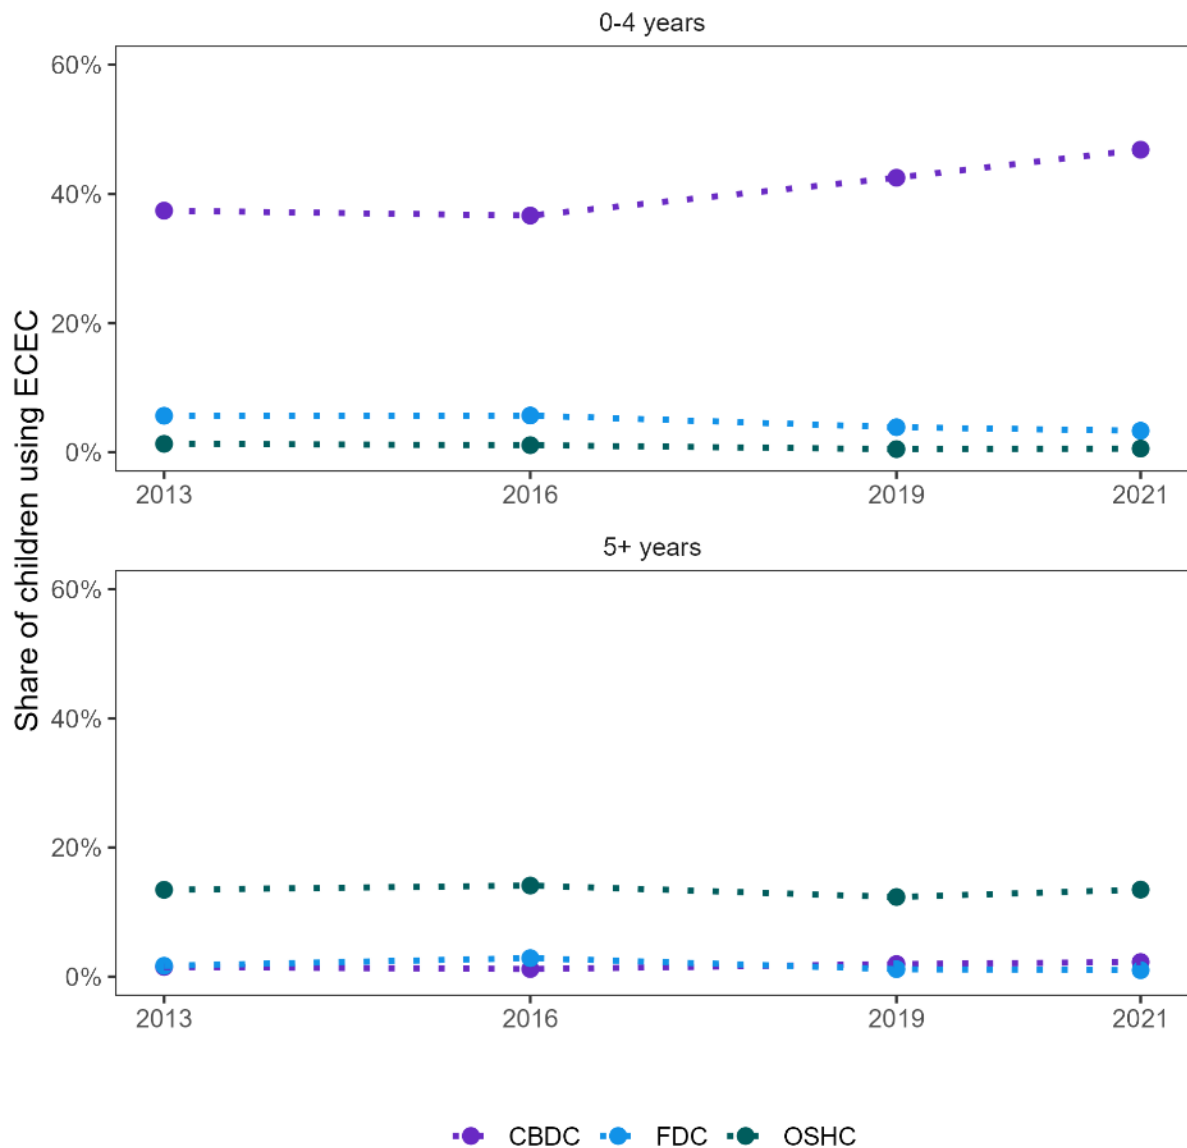 0-4 years
60%
40%
20%
0%
2013 2016 2019 2021
Share of children using ECEC
5+ years
60%
40%
20%
0%
2013 2016 2019 2021
CBDC FDC OSHC